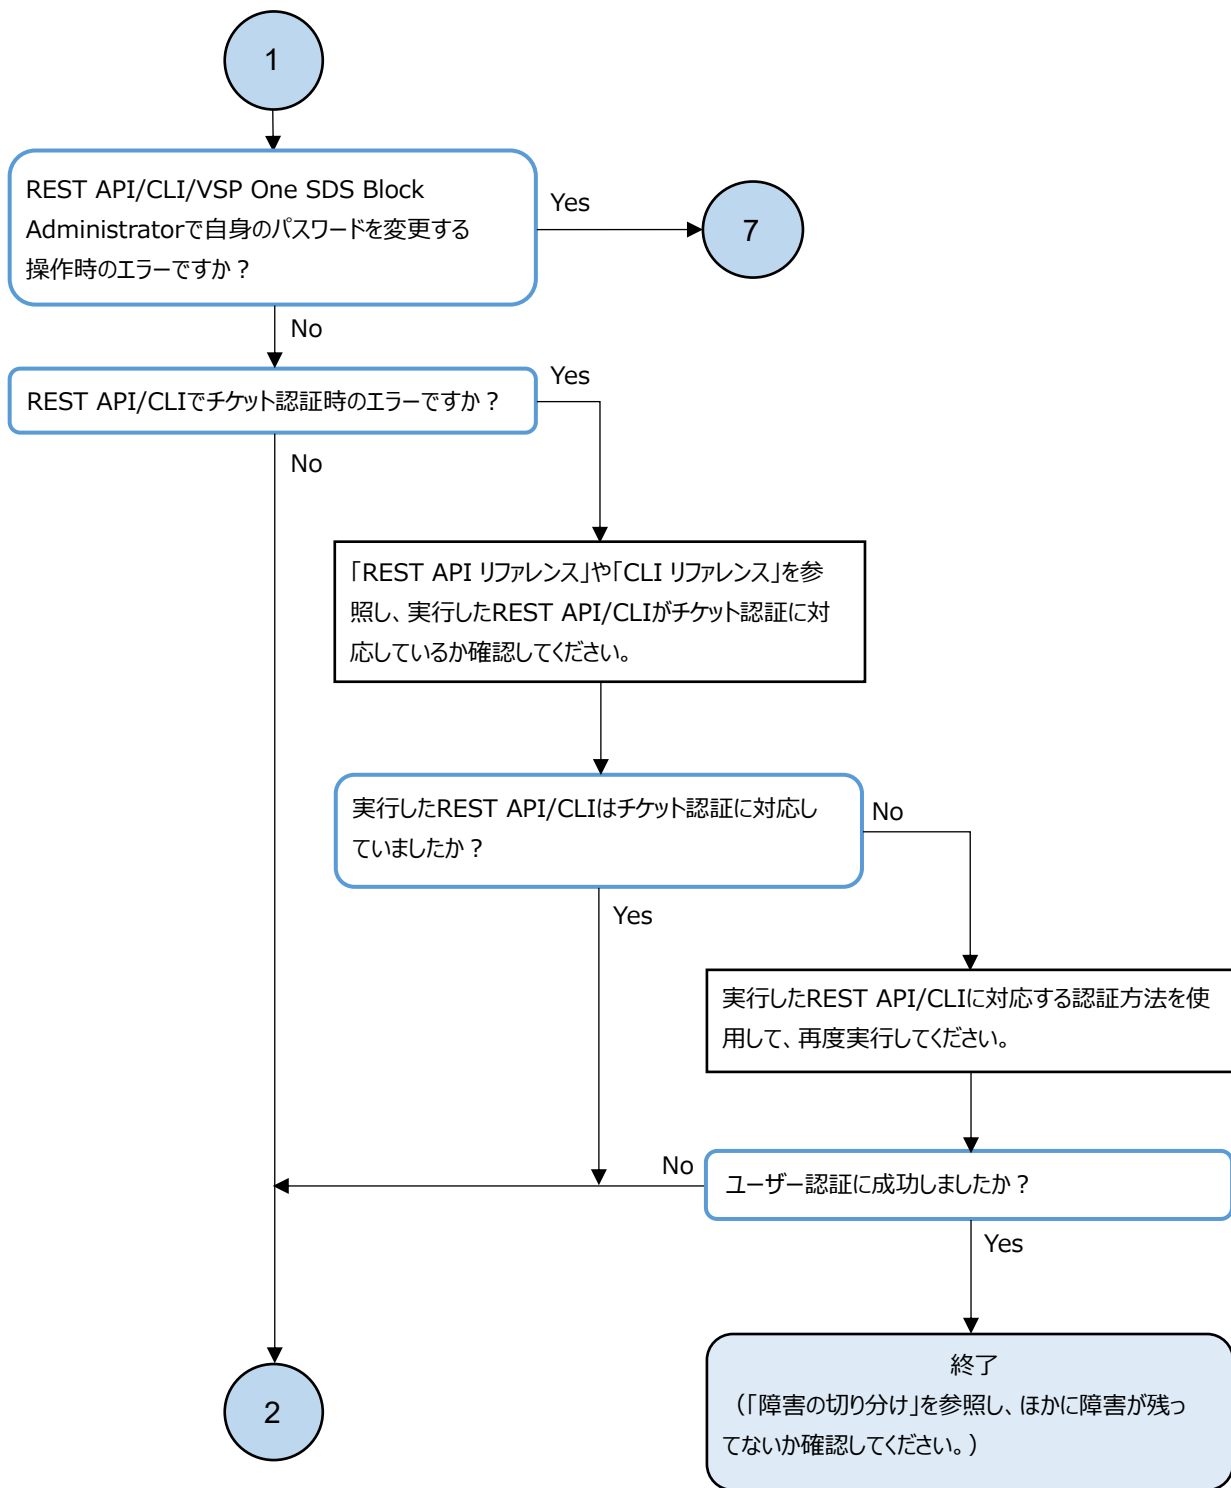 1
REST API/CLI/VSP One SDS Block
Administratorで自身のパスワードを変更する
操作時のエラーですか？
Yes
7
No
REST API/CLIでチケット認証時のエラーですか？
Yes
No
「REST API リファレンス」や「CLI リファレンス」を参
照し、実行したREST API/CLIがチケット認証に対
応しているか確認してください。
実行したREST API/CLIはチケット認証に対応し
ていましたか？
No
Yes
実行したREST API/CLIに対応する認証方法を使
用して、再度実行してください。
No
ユーザー認証に成功しましたか？
Yes
2
終了
（「障害の切り分け」を参照し、ほかに障害が残っ
てないか確認してください。）